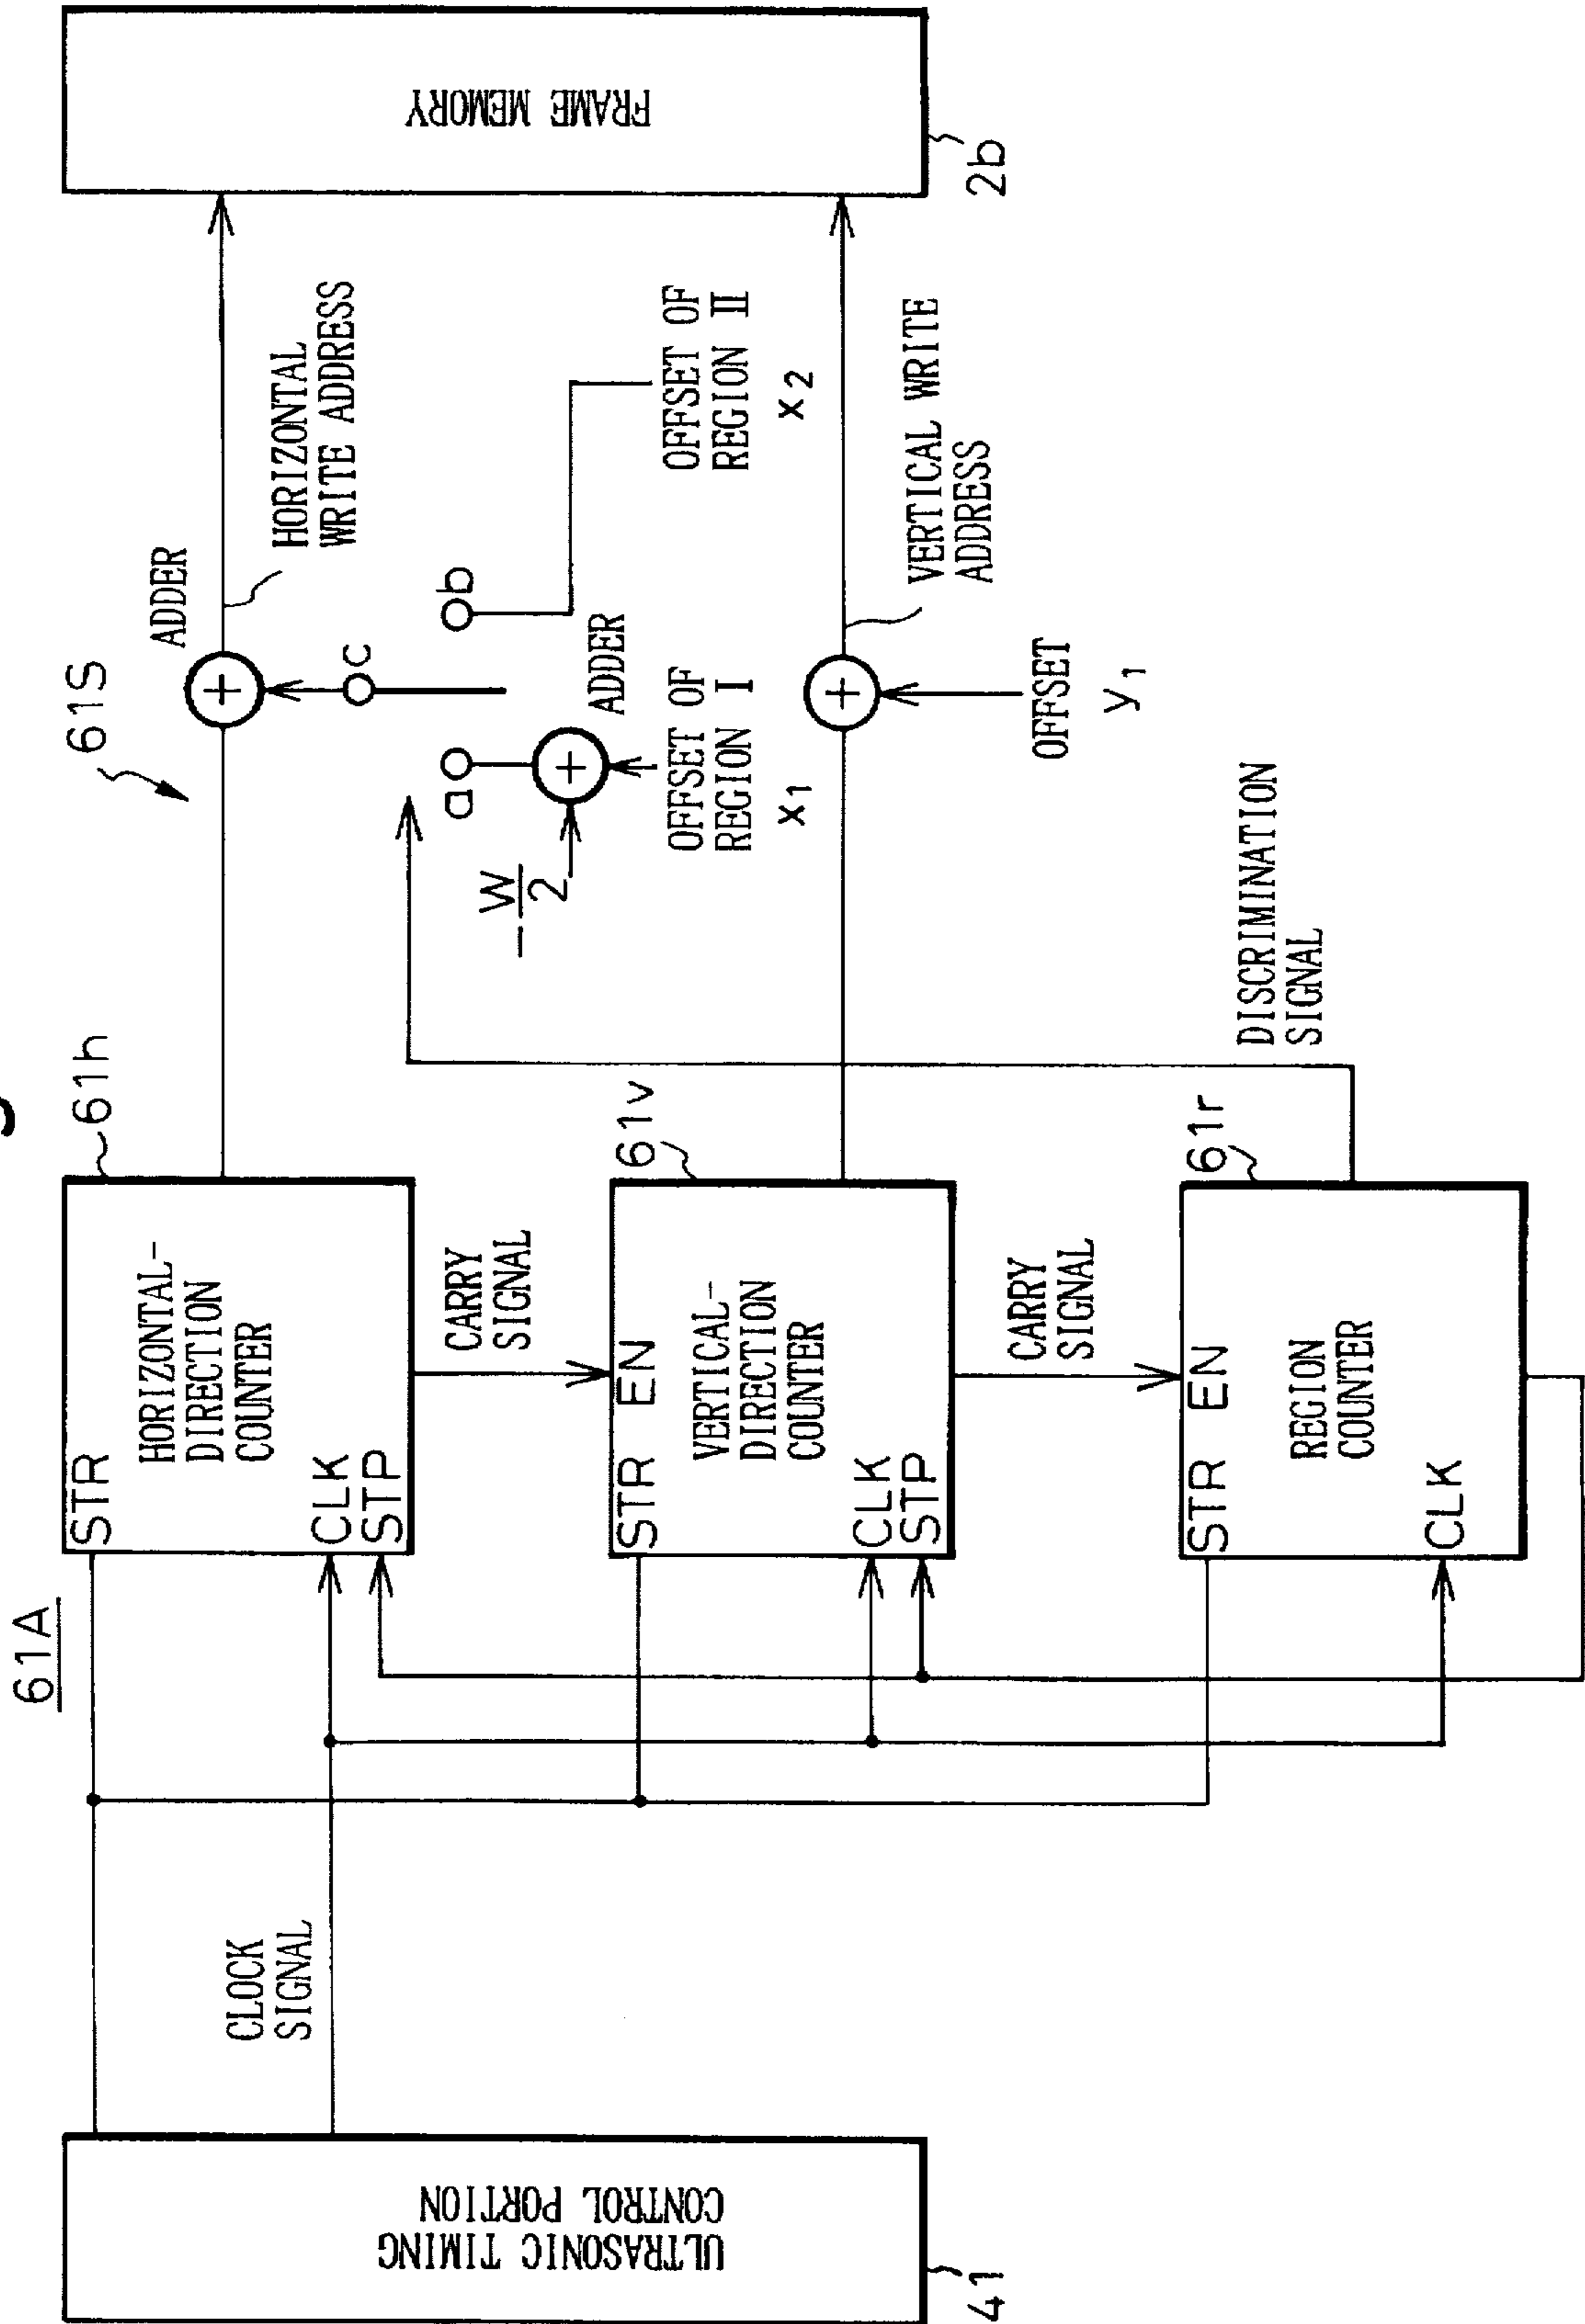 61A
ULTRASONIC TIMING
CONTROL PORTION
41
CLOCK
SIGNAL
STR
HORIZONTAL-
DIRECTION
COUNTER
CLK
STP
61h
CARRY
SIGNAL
STR EN
VERTICAL-
DIRECTION
COUNTER
CLK
STP
61v
CARRY
SIGNAL
STR EN
REGION
COUNTER
CLK
61r
DISCRIMINATION
SIGNAL
61S
ADDER
+
HORIZONTAL
WRITE ADDRESS
c
a
b
-W/2
+
ADDER
OFFSET OF
REGION I
x1
OFFSET OF
REGION II
x2
+
VERTICAL WRITE
ADDRESS
OFFSET
y1
FRAME MEMORY
2b